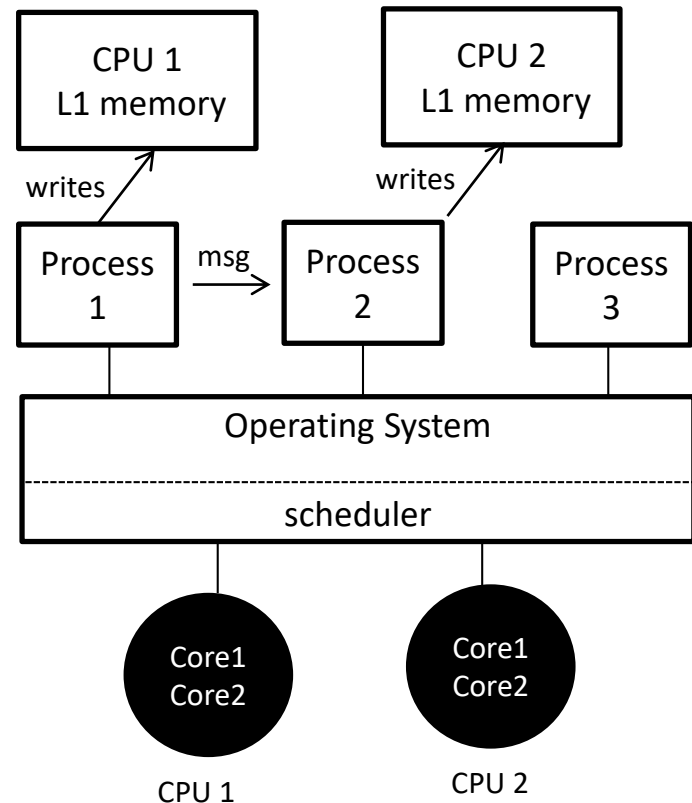 CPU 1
L1 memory
CPU 2
L1 memory
writes
writes
Process
1
msg
Process
2
Process
3
Operating System
scheduler
Core1
Core2
Core1
Core2
CPU 1
CPU 2